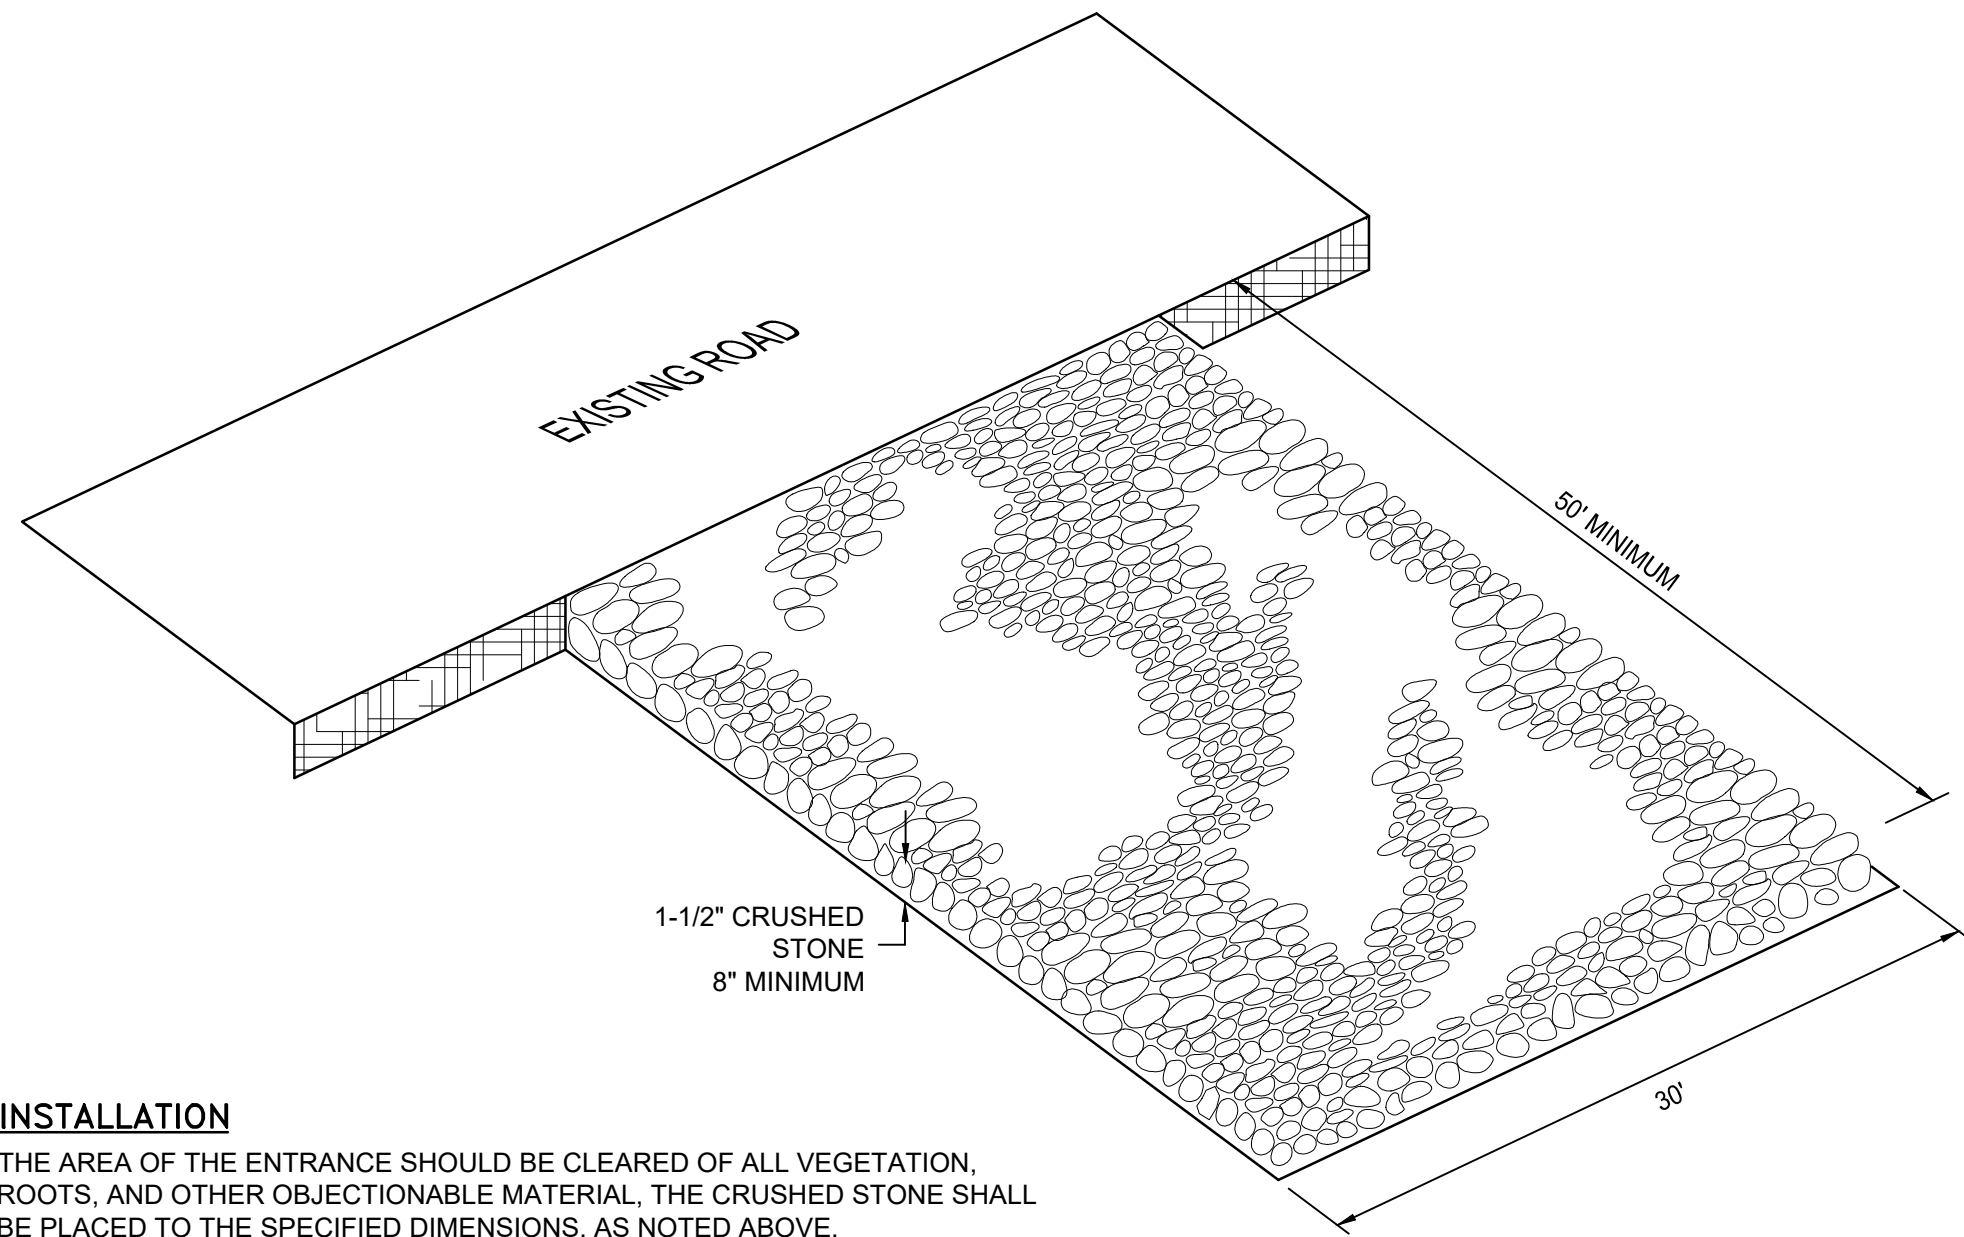 EXISTING ROAD
50' MINIMUM
1-1/2" CRUSHED
STONE
8" MINIMUM
30'
INSTALLATION
THE AREA OF THE ENTRANCE SHOULD BE CLEARED OF ALL VEGETATION,
ROOTS, AND OTHER OBJECTIONABLE MATERIAL, THE CRUSHED STONE SHALL
BE PLACED TO THE SPECIFIED DIMENSIONS. AS NOTED ABOVE.